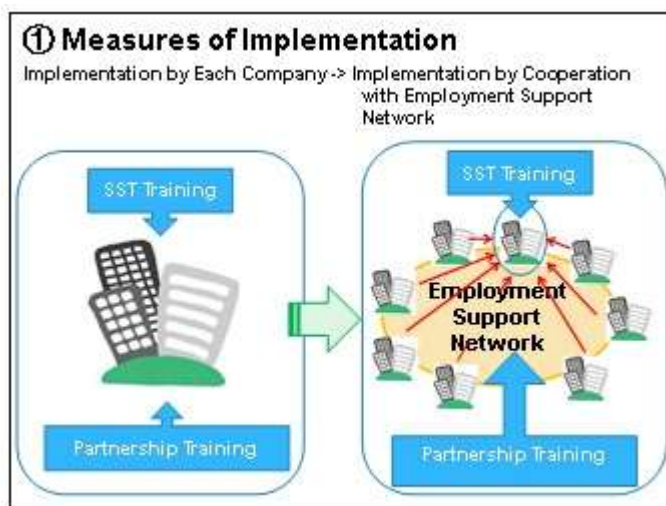 ① Measures of Implementation
Implementation by Each Company -> Implementation by Cooperation
with Employment Support
Network
SST Training
Partnership Training
SST Training
Employment
Support
Network
Partnership Training